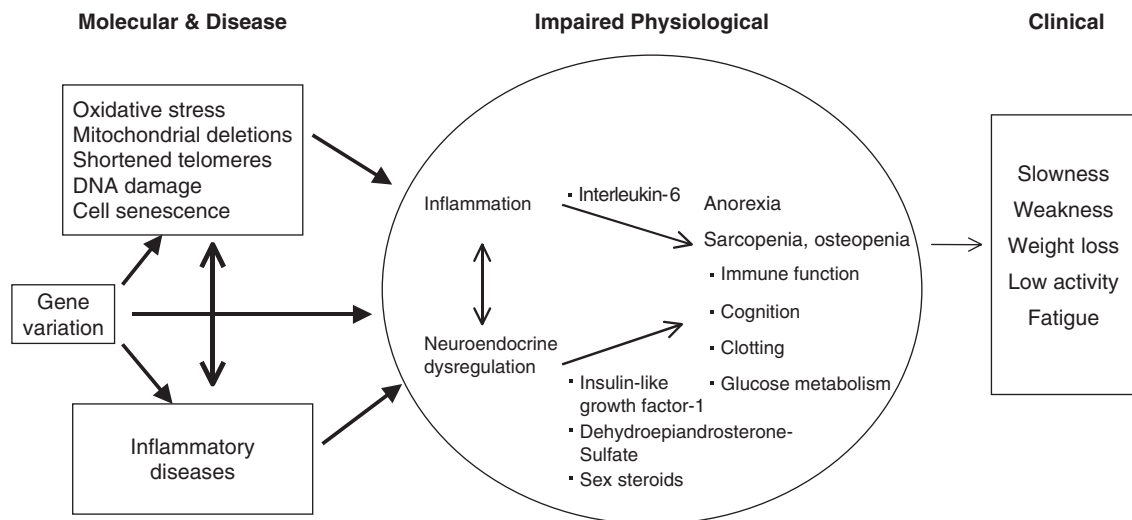 Molecular & Disease
Impaired Physiological
Clinical
Oxidative stress
Mitochondrial deletions
Shortened telomeres
DNA damage
Cell senescence
Gene
variation
Inflammatory
diseases
Inflammation
· Interleukin-6
Neuroendocrine
dysregulation
· Insulin-like
growth factor-1
· Dehydroepiandrosterone-
Sulfate
· Sex steroids
Anorexia
Sarcopenia, osteopenia
· Immune function
· Cognition
· Clotting
· Glucose metabolism
Slowness
Weakness
Weight loss
Low activity
Fatigue